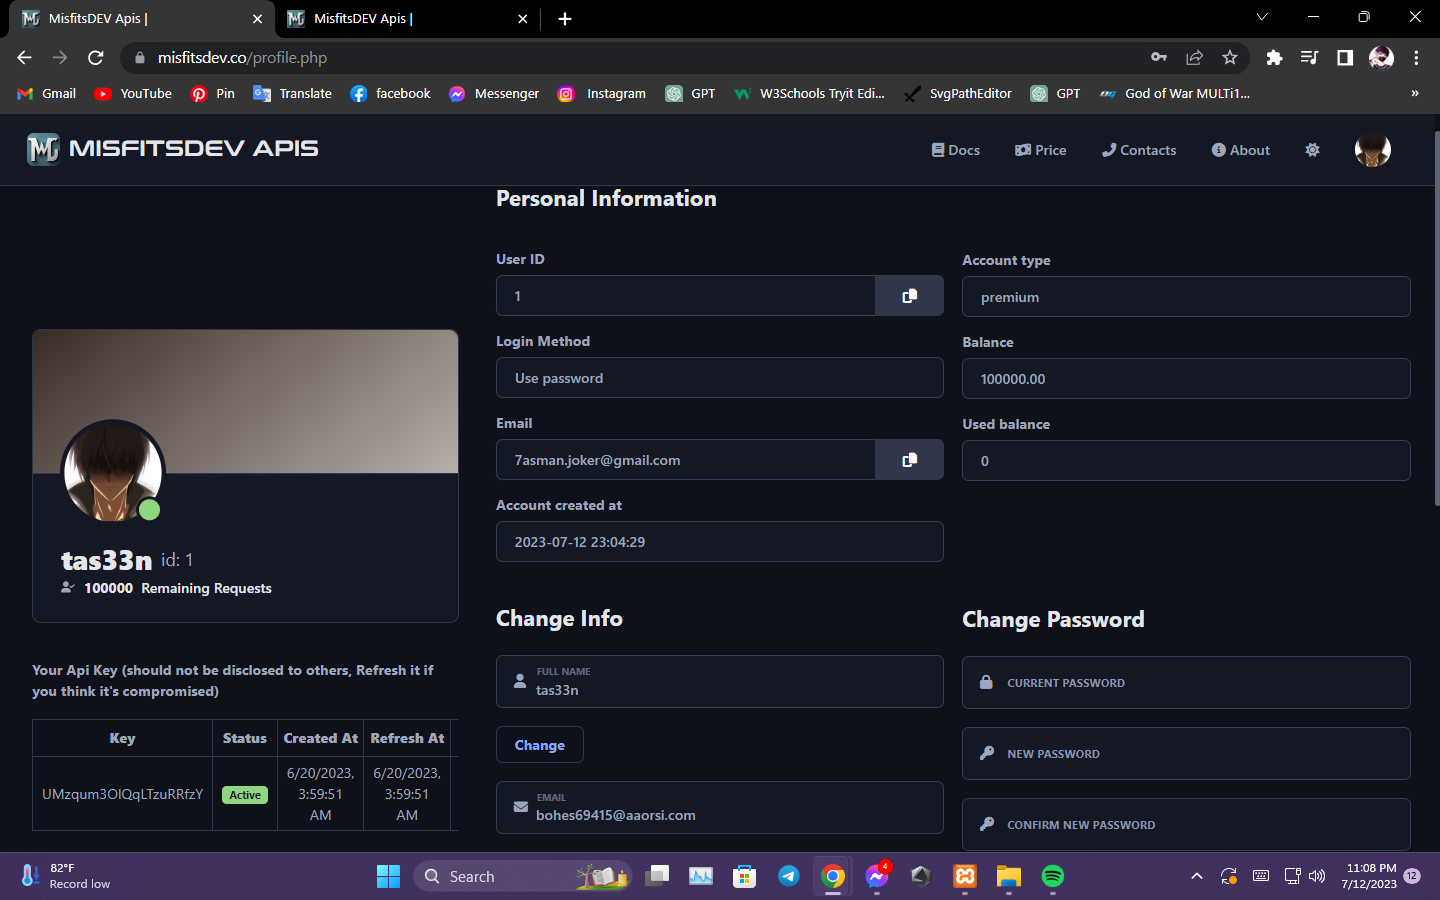 MisfitsDEV Apis |
MisfitsDEV Apis |
misfitsdev.co/profile.php
Gmail
YouTube
Pin
Translate
facebook
Messenger
Instagram
GPT
W3Schools Tryit Edi...
SvgPathEditor
GPT
God of War MULTi1...
»
MISFITSDEV APIS
Docs
Price
Contacts
About
Personal Information
User ID
1
Account type
premium
Login Method
Use password
Balance
100000.00
Email
7asman.joker@gmail.com
Used balance
0
Account created at
2023-07-12 23:04:29
tas33n id: 1
100000 Remaining Requests
Change Info
FULL NAME
tas33n
Change
EMAIL
bohes69415@aaorsi.com
Change Password
CURRENT PASSWORD
NEW PASSWORD
CONFIRM NEW PASSWORD
Your Api Key (should not be disclosed to others, Refresh it if
you think it's compromised)
Key Status Created At Refresh At
UMzqum3OIQqLTzuRRfzY Active 6/20/2023, 3:59:51 AM 6/20/2023, 3:59:51 AM
82°F
Record low
Search
4
11:08 PM
7/12/2023
12